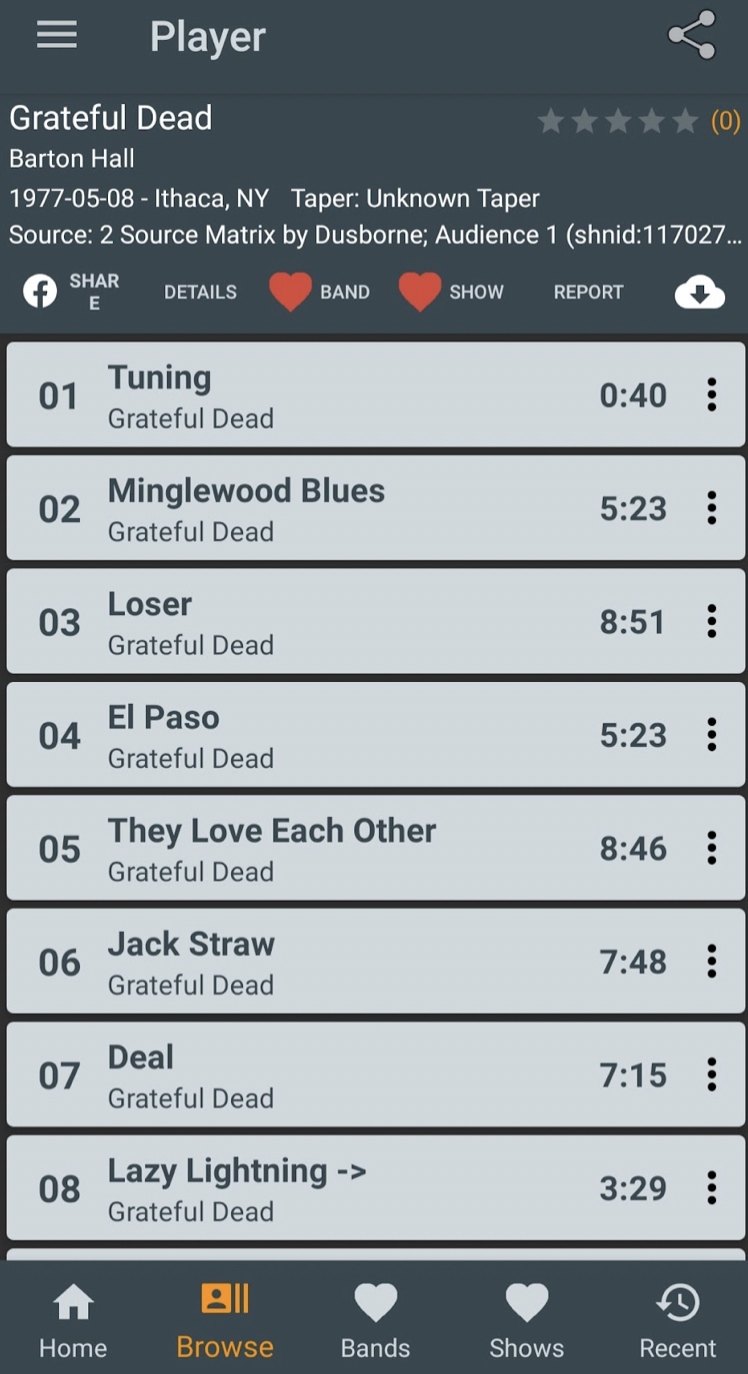 Player
Grateful Dead (0)
Barton Hall
1977-05-08 - Ithaca, NY Taper: Unknown Taper
Source: 2 Source Matrix by Dusborne; Audience 1 (shnid:117027...
SHAR
E
DETAILS BAND SHOW REPORT
01 Tuning 0:40
Grateful Dead
02 Minglewood Blues 5:23
Grateful Dead
03 Loser 8:51
Grateful Dead
04 El Paso 5:23
Grateful Dead
05 They Love Each Other 8:46
Grateful Dead
06 Jack Straw 7:48
Grateful Dead
07 Deal 7:15
Grateful Dead
08 Lazy Lightning -> 3:29
Grateful Dead
Home Browse Bands Shows Recent